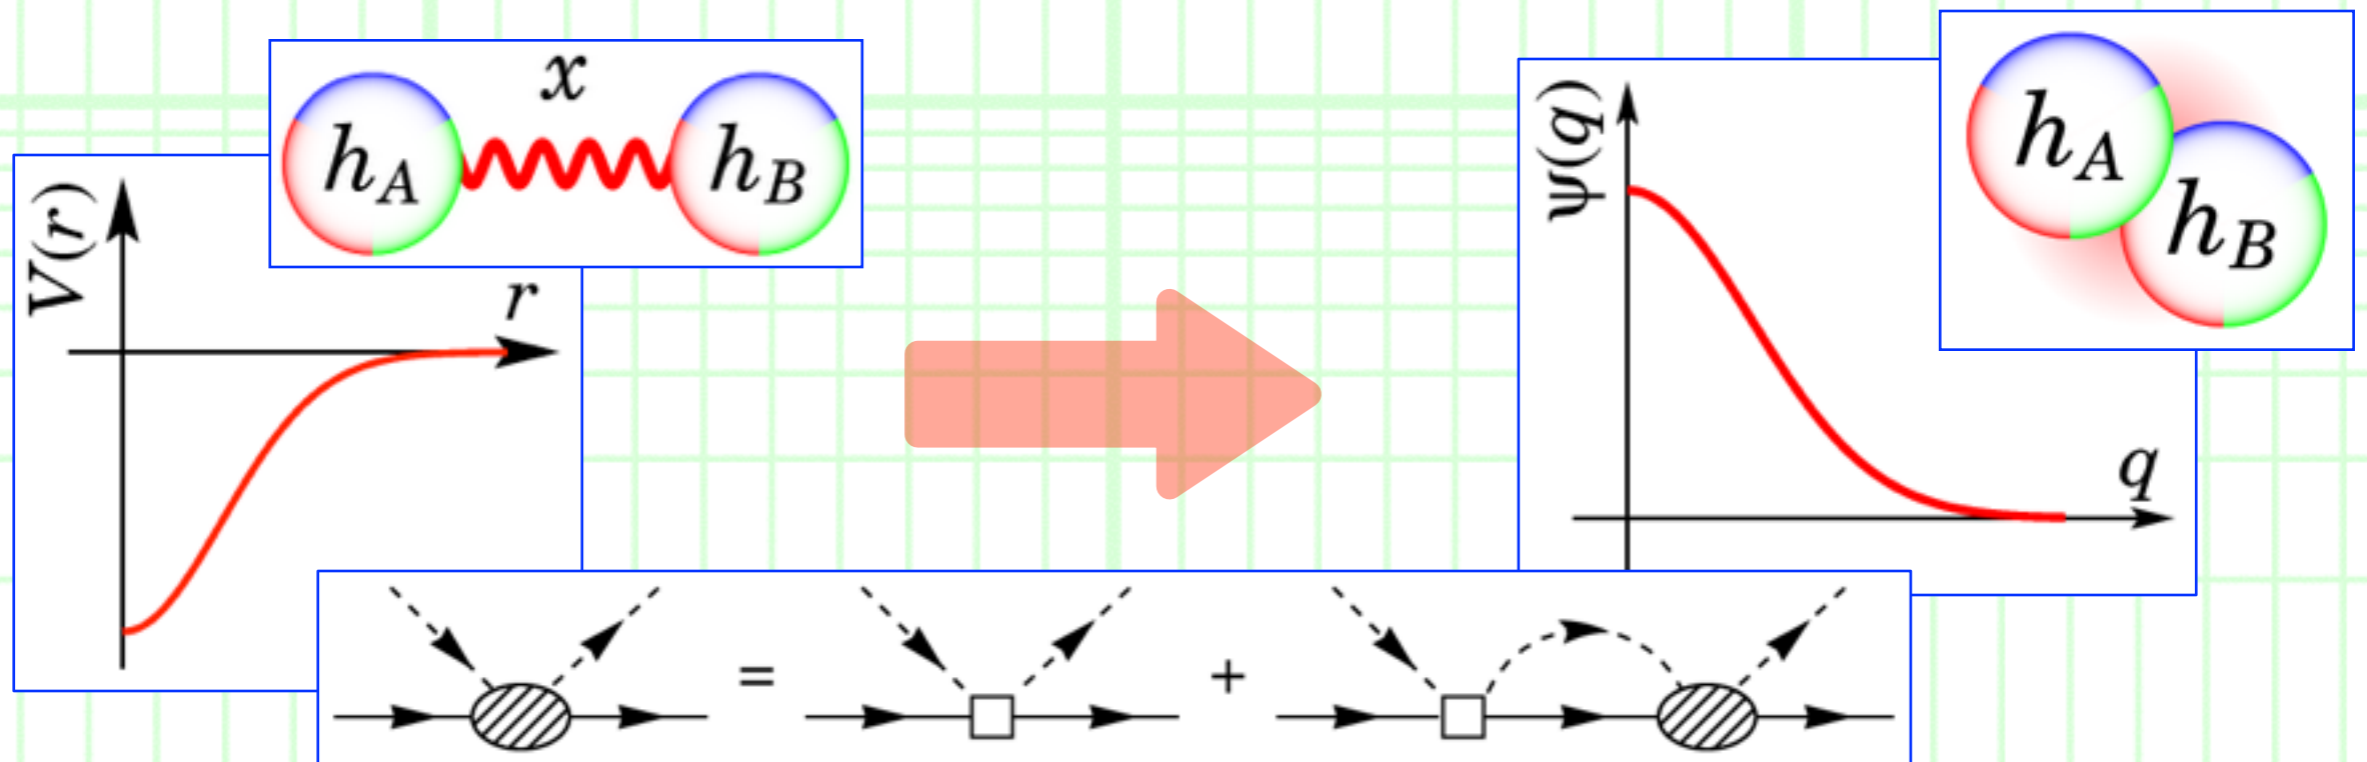 x
h_A
h_B
V(r)
r
ψ(q)
h_A
h_B
q
=
+